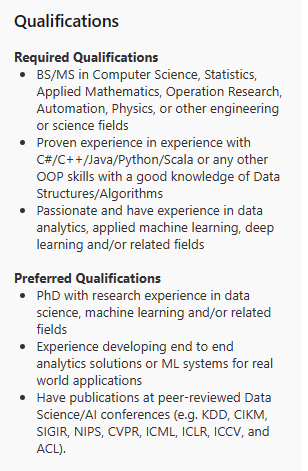 Qualifications
Required Qualifications
• BS/MS in Computer Science, Statistics,
Applied Mathematics, Operation Research,
Automation, Physics, or other engineering
or science fields
• Proven experience in experience with
C#/C++/Java/Python/Scala or any other
OOP skills with a good knowledge of Data
Structures/Algorithms
• Passionate and have experience in data
analytics, applied machine learning, deep
learning and/or related fields
Preferred Qualifications
• PhD with research experience in data
science, machine learning and/or related
fields
• Experience developing end to end
analytics solutions or ML systems for real
world applications
• Have publications at peer-reviewed Data
Science/AI conferences (e.g. KDD, CIKM,
SIGIR, NIPS, CVPR, ICML, ICLR, ICCV, and
ACL).